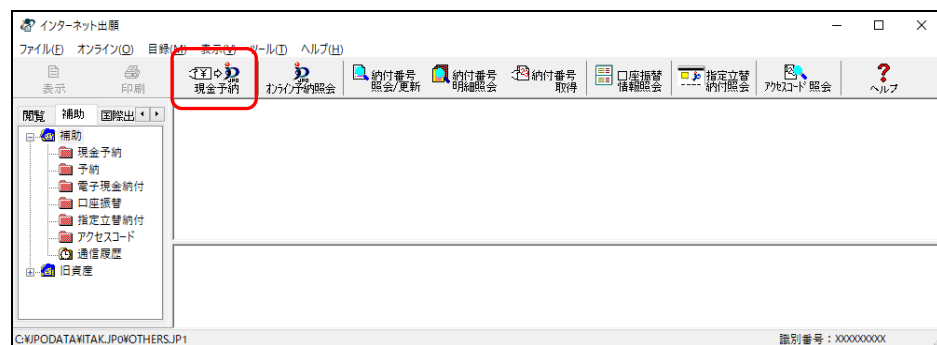 インターネット出願
ファイル(F) オンライン(O) 目録(M) 表示(V) ツール(T) ヘルプ(H)
表示
印刷
現金予納
オンライン予納照会
納付番号
照会/更新
納付番号
明細照会
納付番号
取得
口座振替
情報照会
指定立替
納付照会
アクセスコード照会
ヘルプ
閲覧 補助 国際出
補助
現金予納
予納
電子現金納付
口座振替
指定立替納付
アクセスコード
通信履歴
旧資産
C:¥JPODATA¥ITAK.JP0¥OTHERS.JP1
識別番号：XXXXXXXXX